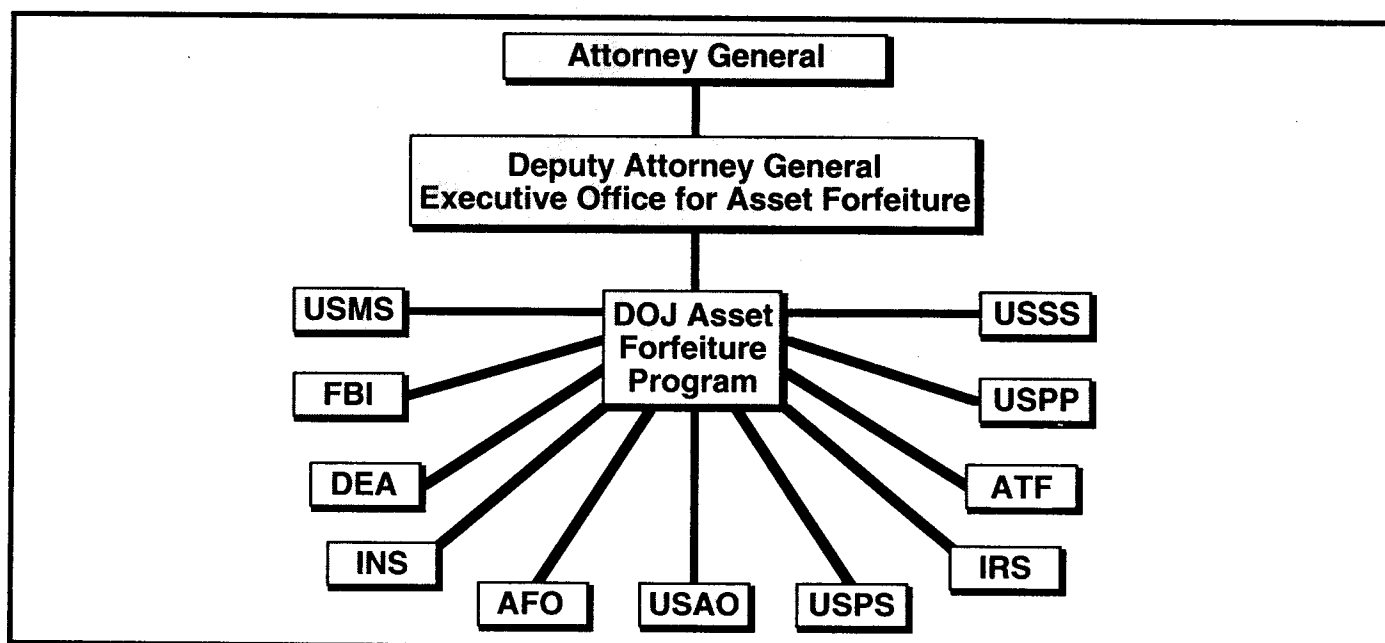 Attorney General
Deputy Attorney General
Executive Office for Asset Forfeiture
DOJ Asset
Forfeiture
Program
USMS
USSS
FBI
USPP
DEA
ATF
INS
IRS
AFO
USAO
USPS